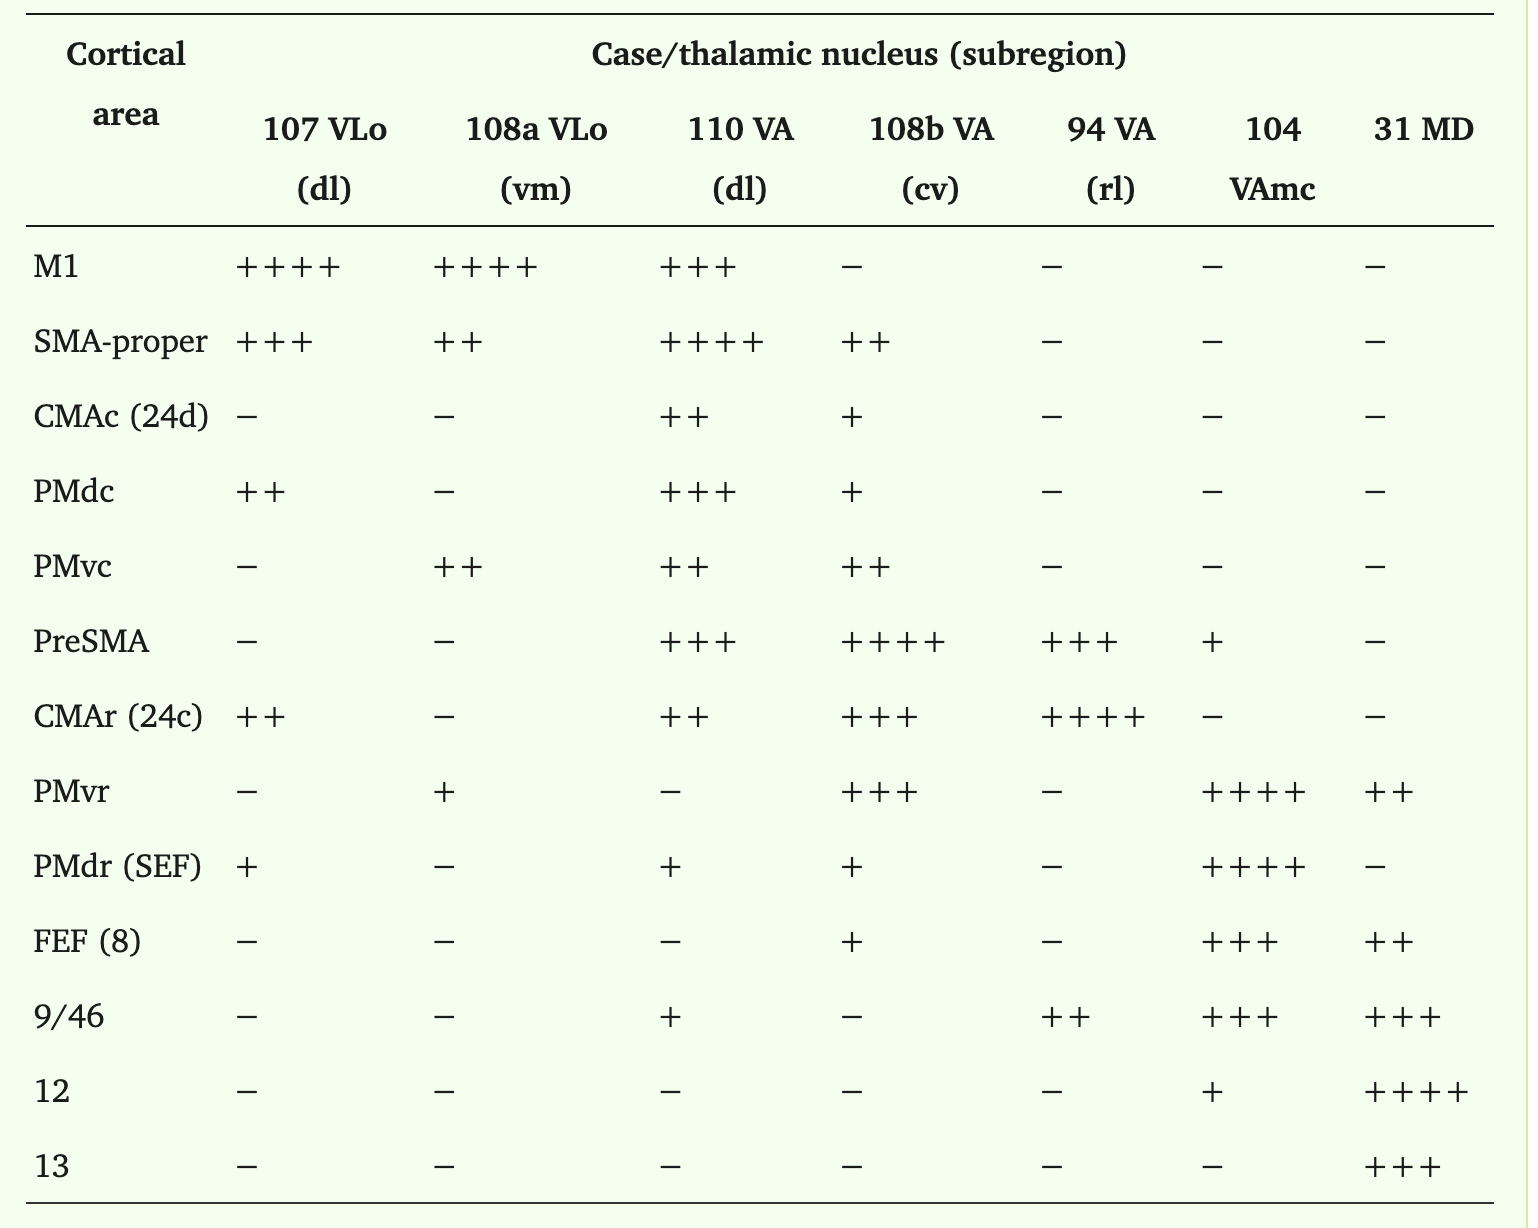 Cortical area Case/thalamic nucleus (subregion)
107 VLo (dl) 108a VLo (vm) 110 VA (dl) 108b VA (cv) 94 VA (rl) 104 VAmc 31 MD
M1 ++++ ++++ +++ − − − −
SMA-proper +++ ++ ++++ ++ − − −
CMAc (24d) − − ++ + − − −
PMdc ++ − +++ + − − −
PMvc − ++ ++ ++ − − −
PreSMA − − +++ ++++ +++ + −
CMAr (24c) ++ − ++ +++ ++++ − −
PMvr − + − +++ − ++++ ++
PMdr (SEF) + − + + − ++++ −
FEF (8) − − − + − +++ ++
9/46 − − + − ++ +++ +++
12 − − − − − + ++++
13 − − − − − − +++